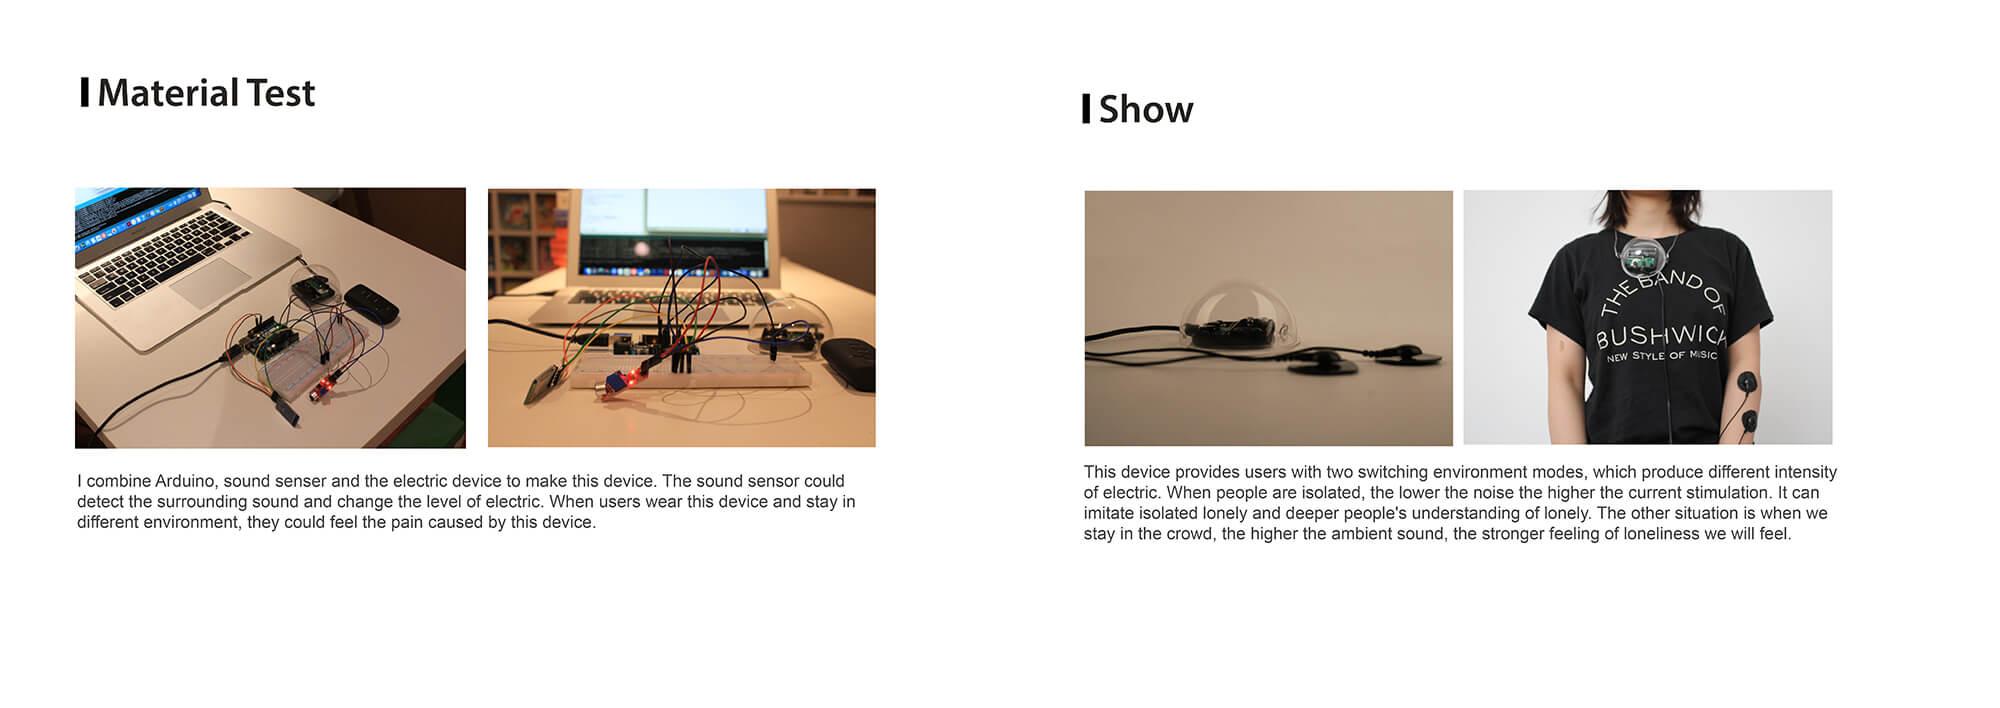 Material Test
I combine Arduino, sound senser and the electric device to make this device. The sound sensor could
detect the surrounding sound and change the level of electric. When users wear this device and stay in
different environment, they could feel the pain caused by this device.
Show
THE BAND OF
BUSHWICK
NEW STYLE OF MUSIC
This device provides users with two switching environment modes, which produce different intensity
of electric. When people are isolated, the lower the noise the higher the current stimulation. It can
imitate isolated lonely and deeper people's understanding of lonely. The other situation is when we
stay in the crowd, the higher the ambient sound, the stronger feeling of loneliness we will feel.